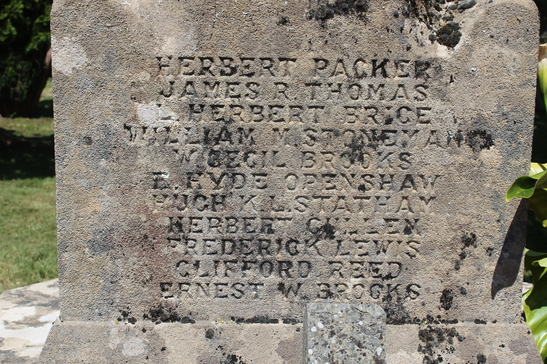 HERBERT PACKER
JAMES R. THOMAS
L. HERBERT BRICE
WILLIAM M. STONEMAN
W. CECIL BROOKS
E. HYDE OPENSHAW
HUGH K. L. STATHAM
HERBERT CULLEN
FREDERICK LEWIS
CLIFFORD REED
ERNEST W. BROCKS